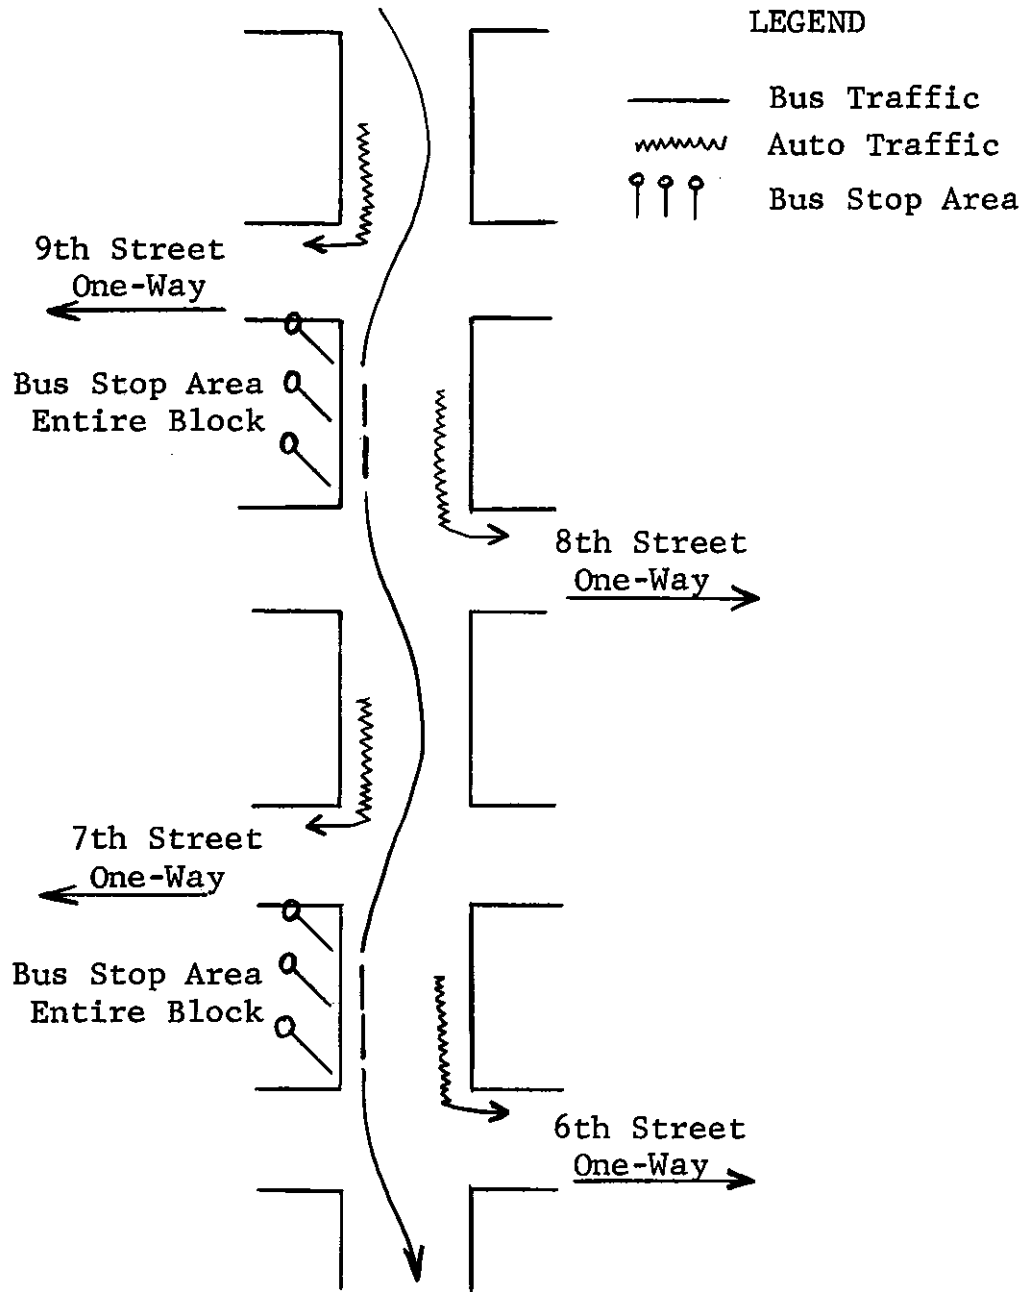 LEGEND
Bus Traffic
Auto Traffic
Bus Stop Area
9th Street
One-Way
Bus Stop Area
Entire Block
8th Street
One-Way
7th Street
One-Way
Bus Stop Area
Entire Block
6th Street
One-Way